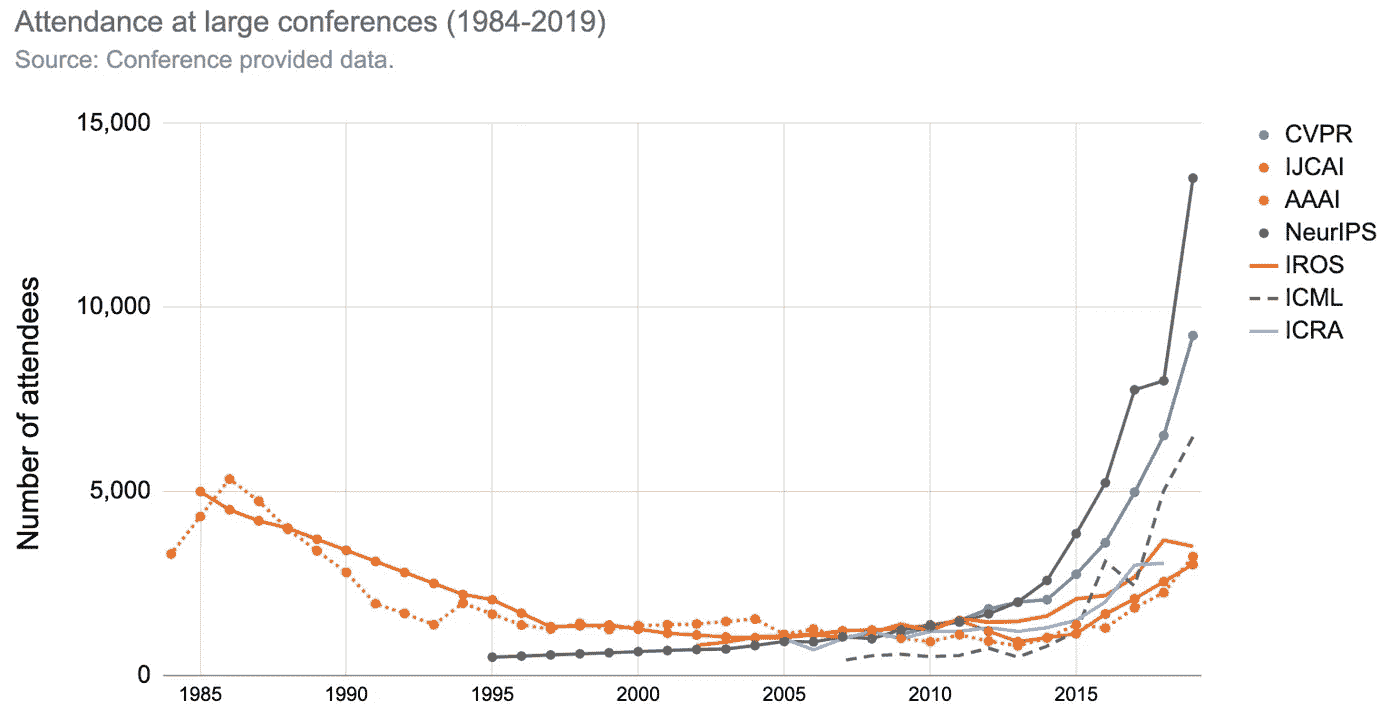 Attendance at large conferences (1984-2019)
Source: Conference provided data.
15,000
10,000
5,000
0
Number of attendees
1985 1990 1995 2000 2005 2010 2015
CVPR
IJCAI
AAAI
NeurIPS
IROS
ICML
ICRA